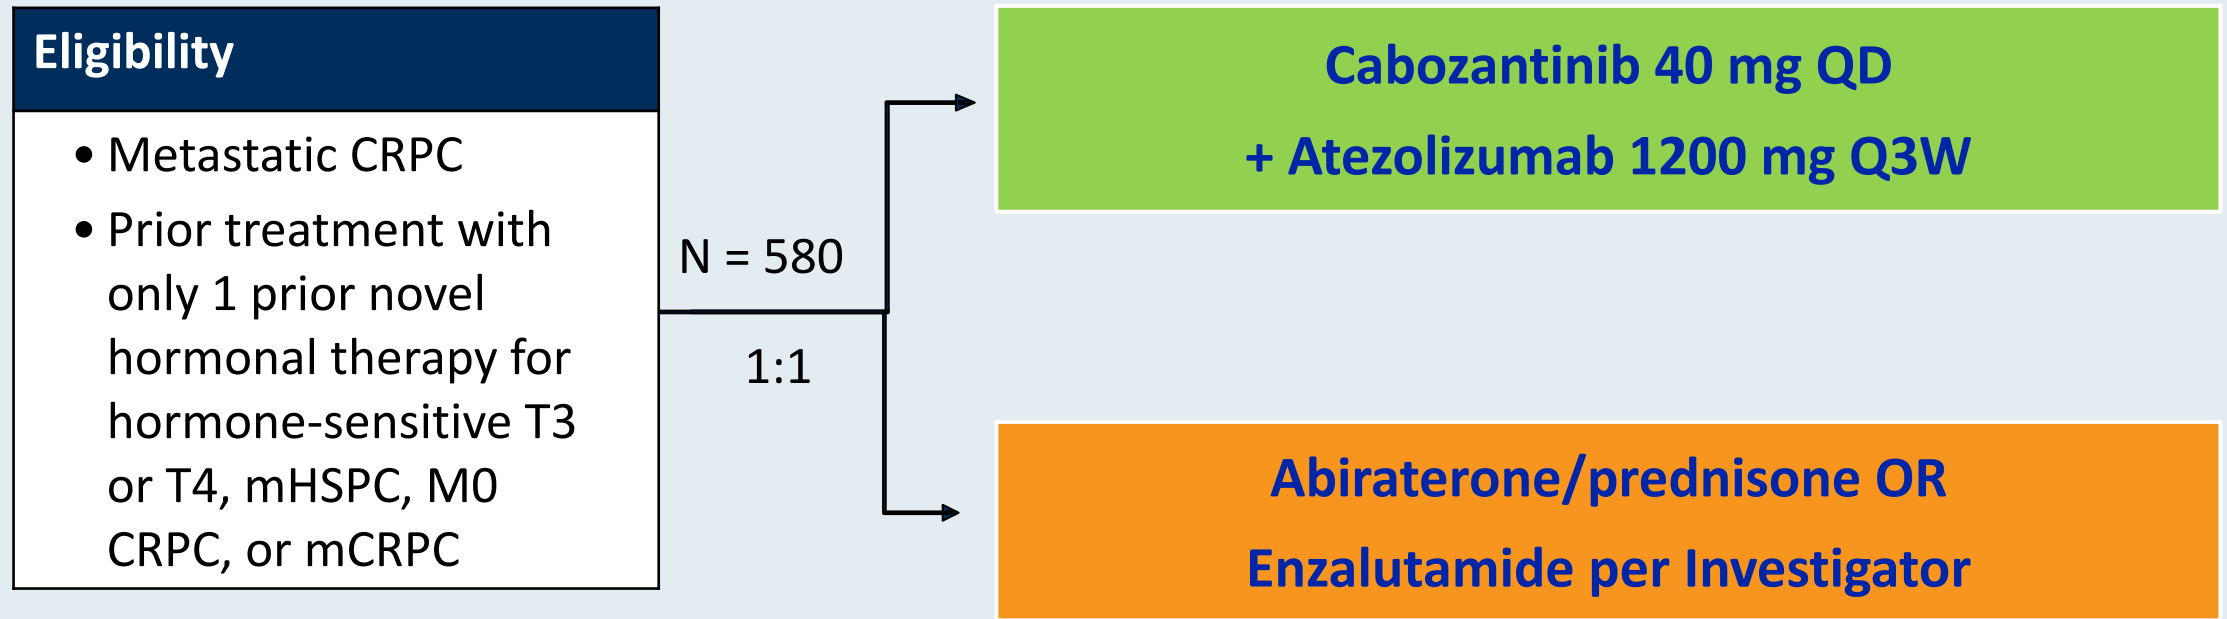 Eligibility
• Metastatic CRPC
• Prior treatment with
only 1 prior novel
hormonal therapy for
hormone-sensitive T3
or T4, mHSPC, M0
CRPC, or mCRPC
N = 580
1:1
Cabozantinib 40 mg QD
+ Atezolizumab 1200 mg Q3W
Abiraterone/prednisone OR
Enzalutamide per Investigator